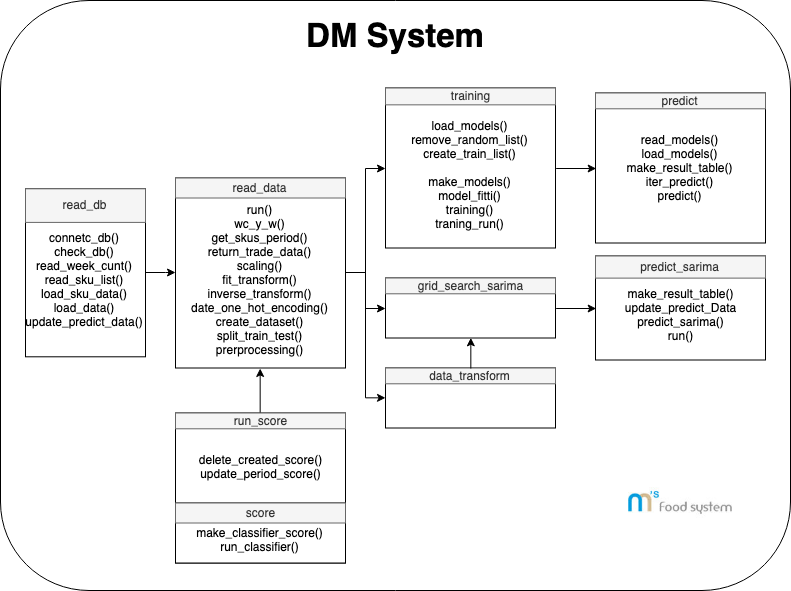 DM System
read_db
connetc_db()
check_db()
read_week_cunt()
read_sku_list()
load_sku_data()
load_data()
update_predict_data()
read_data
run()
wc_y_w()
get_skus_period()
return_trade_data()
scaling()
fit_transform()
inverse_transform()
date_one_hot_encoding()
create_dataset()
split_train_test()
prerprocessing()
run_score
delete_created_score()
update_period_score()
score
make_classifier_score()
run_classifier()
training
load_models()
remove_random_list()
create_train_list()
make_models()
model_fitti()
training()
traning_run()
grid_search_sarima
data_transform
predict
read_models()
load_models()
make_result_table()
iter_predict()
predict()
predict_sarima
make_result_table()
update_predict_Data
predict_sarima()
run()
m's Food system